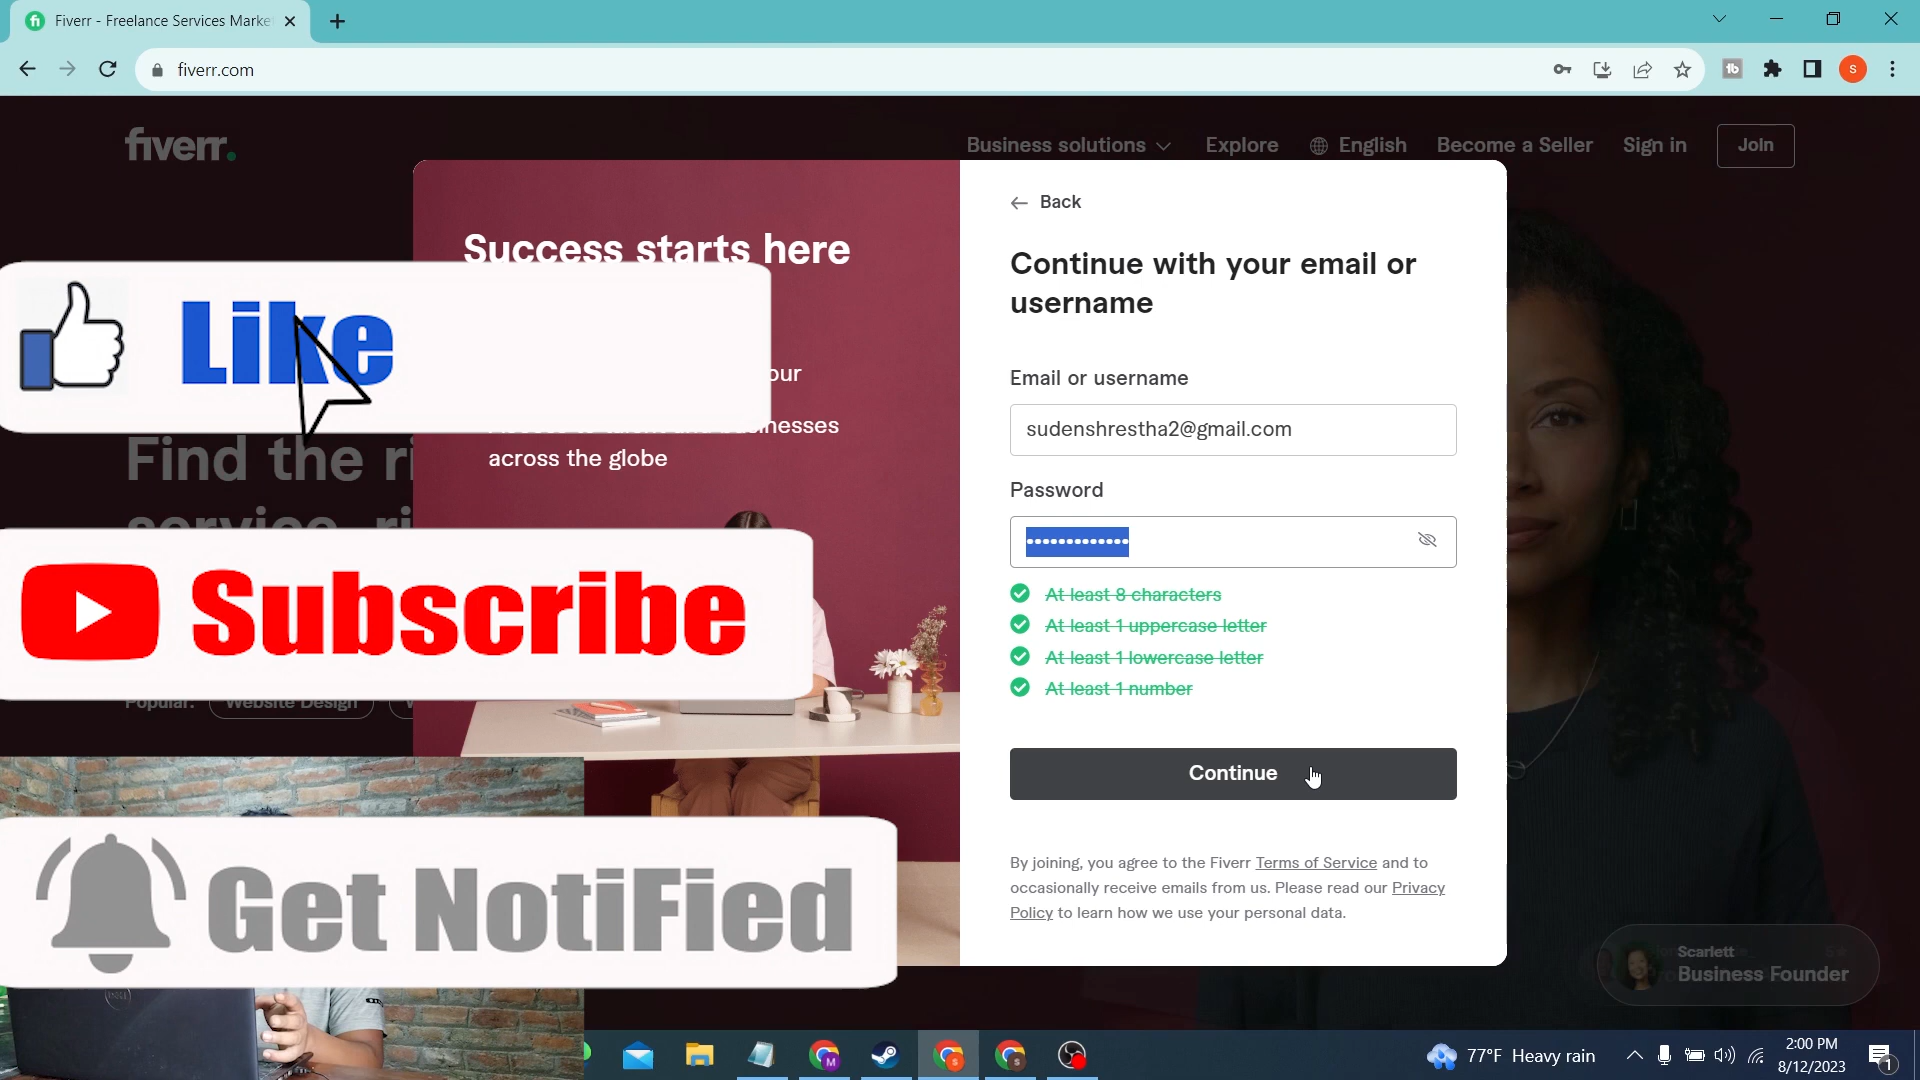 Fiverr - Freelance Services Marke
fiverr.com
fiverr.
Business solutions
Explore
English
Become a Seller
Sign in
Join
Success starts here
our
businesses
across the globe
Find the ri
Popular:
Website Design
Like
Subscribe
Get NotiFied
Back
Continue with your email or
username
Email or username
sudenshrestha2@gmail.com
Password
•••••••••••••
At least 8 characters
At least 1 uppercase letter
At least 1 lowercase letter
At least 1 number
Continue
By joining, you agree to the Fiverr Terms of Service and to
occasionally receive emails from us. Please read our Privacy
Policy to learn how we use your personal data.
Scarlett
Business Founder
77°F Heavy rain
2:00 PM
8/12/2023
1